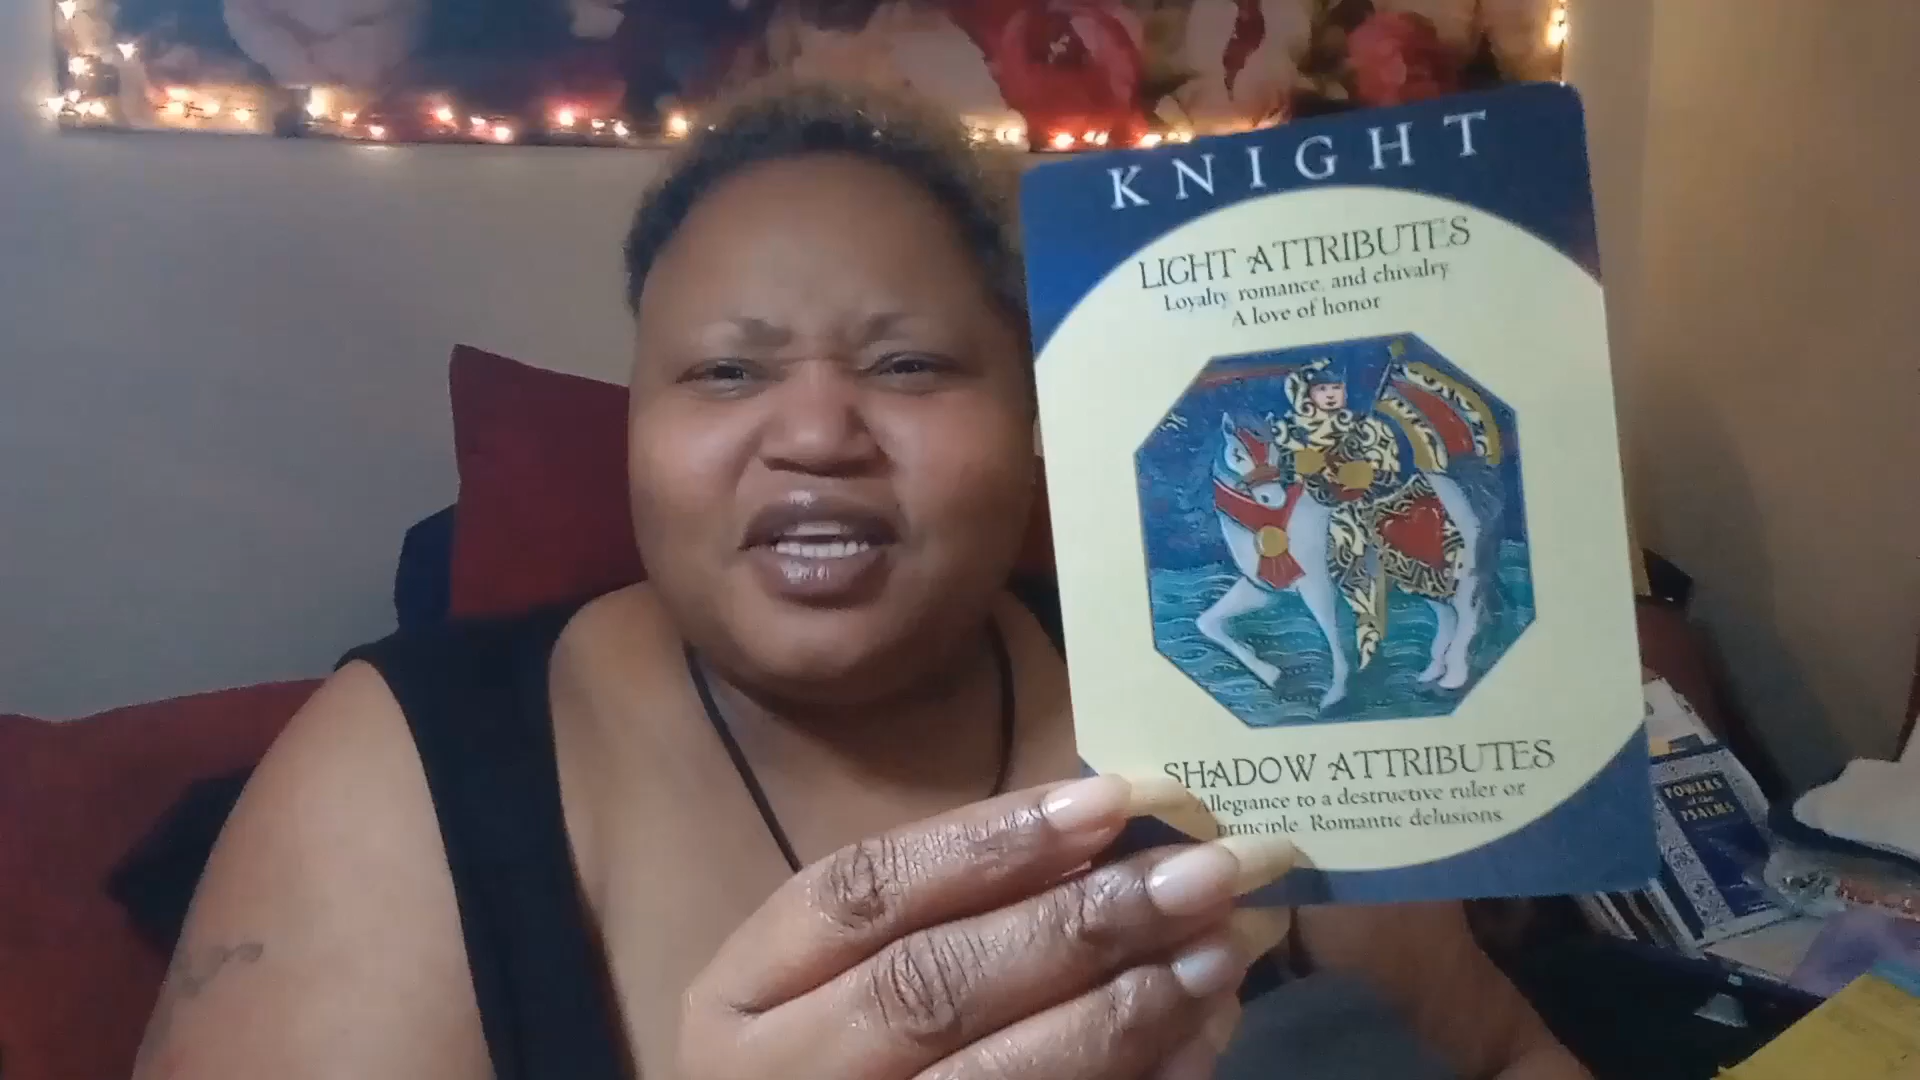 KNIGHT
LIGHT ATTRIBUTES
Loyalty, romance, and chivalry
A love of honor
SHADOW ATTRIBUTES
Allegiance to a destructive ruler or
principle. Romantic delusions
POWERS
of the
PSALMS